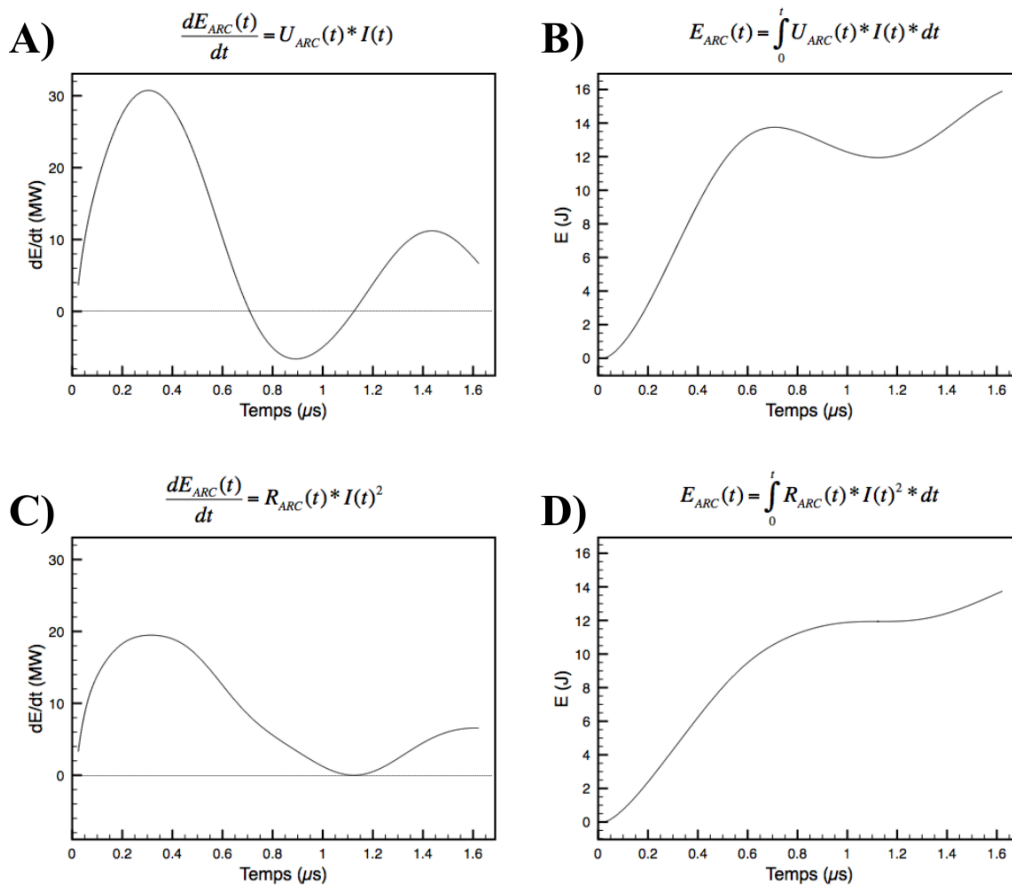 A)
dE_ARC(t)/dt = U_ARC(t)*I(t)
30
20
10
0
dE/dt (MW)
0 0.2 0.4 0.6 0.8 1 1.2 1.4 1.6
Temps (µs)
B)
E_ARC(t) = ∫₀ᵗ U_ARC(t)*I(t)*dt
16
14
12
10
8
6
4
2
0
E (J)
0 0.2 0.4 0.6 0.8 1 1.2 1.4 1.6
Temps (µs)
C)
dE_ARC(t)/dt = R_ARC(t)*I(t)²
30
20
10
0
dE/dt (MW)
0 0.2 0.4 0.6 0.8 1 1.2 1.4 1.6
Temps (µs)
D)
E_ARC(t) = ∫₀ᵗ R_ARC(t)*I(t)²*dt
16
14
12
10
8
6
4
2
0
E (J)
0 0.2 0.4 0.6 0.8 1 1.2 1.4 1.6
Temps (µs)